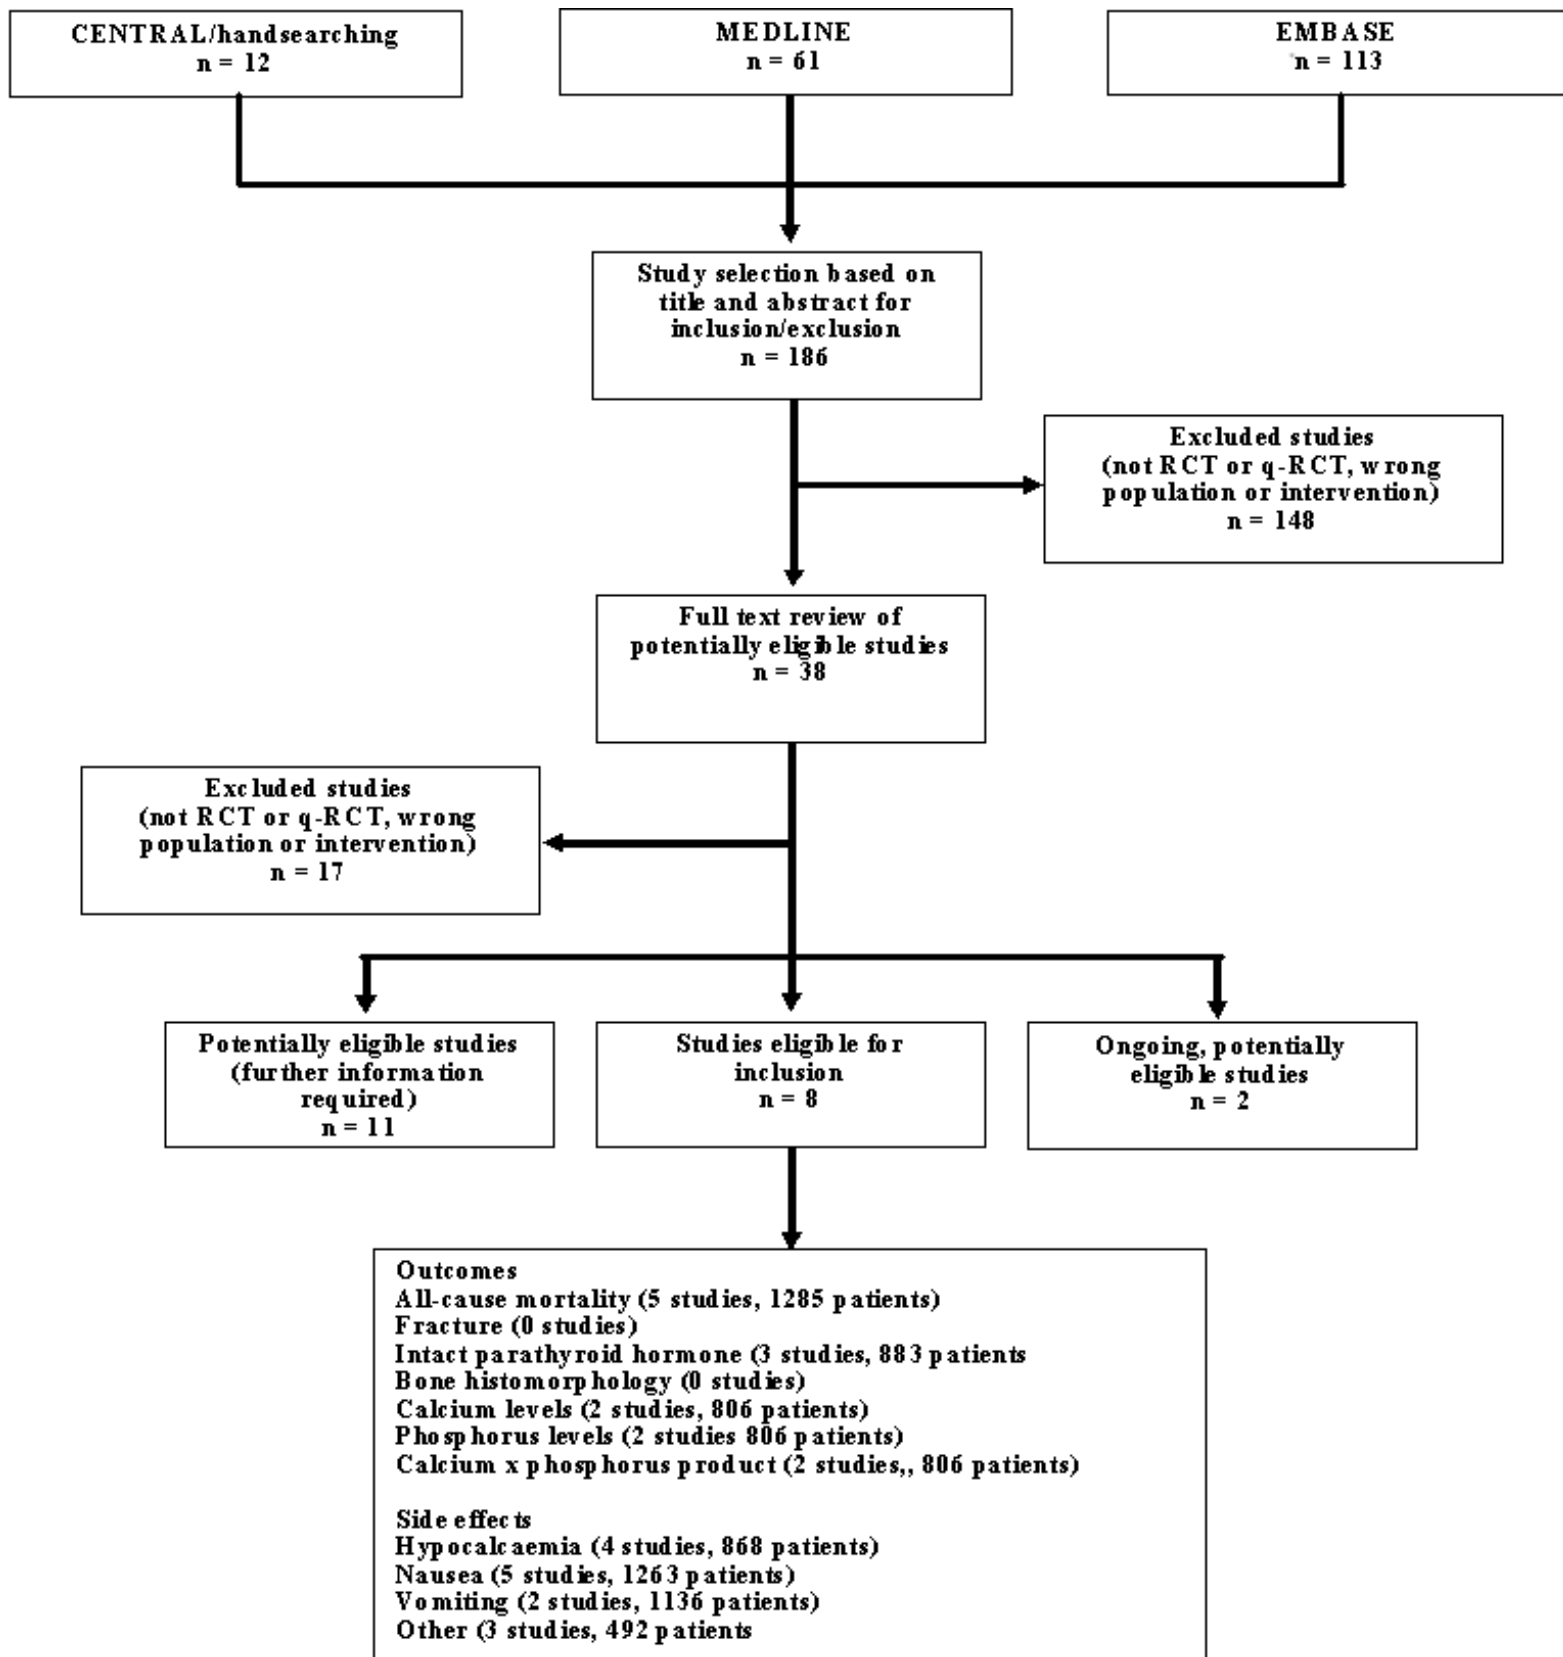 CENTRAL/handsearching
n = 12
MEDLINE
n = 61
EMBASE
n = 113
Study selection based on
title and abstract for
inclusion/exclusion
n = 186
Excluded studies
(not RCT or q-RCT, wrong
population or intervention)
n = 148
Full text review of
potentially eligible studies
n = 38
Excluded studies
(not RCT or q-RCT, wrong
population or intervention)
n = 17
Potentially eligible studies
(further information
required)
n = 11
Studies eligible for
inclusion
n = 8
Ongoing, potentially
eligible studies
n = 2
Outcomes
All-cause mortality (5 studies, 1285 patients)
Fracture (0 studies)
Intact parathyroid hormone (3 studies, 883 patients
Bone histomorphology (0 studies)
Calcium levels (2 studies, 806 patients)
Phosphorus levels (2 studies 806 patients)
Calcium x phosphorus product (2 studies,, 806 patients)
Side effects
Hypocalcaemia (4 studies, 868 patients)
Nausea (5 studies, 1263 patients)
Vomiting (2 studies, 1136 patients)
Other (3 studies, 492 patients